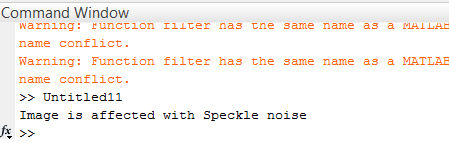 Command Window
Warning: Function filter has the same name as a MATLAB
name conflict.
Warning: Function filter has the same name as a MATLAB
name conflict.
>> Untitled11
Image is affected with Speckle noise
fx >>